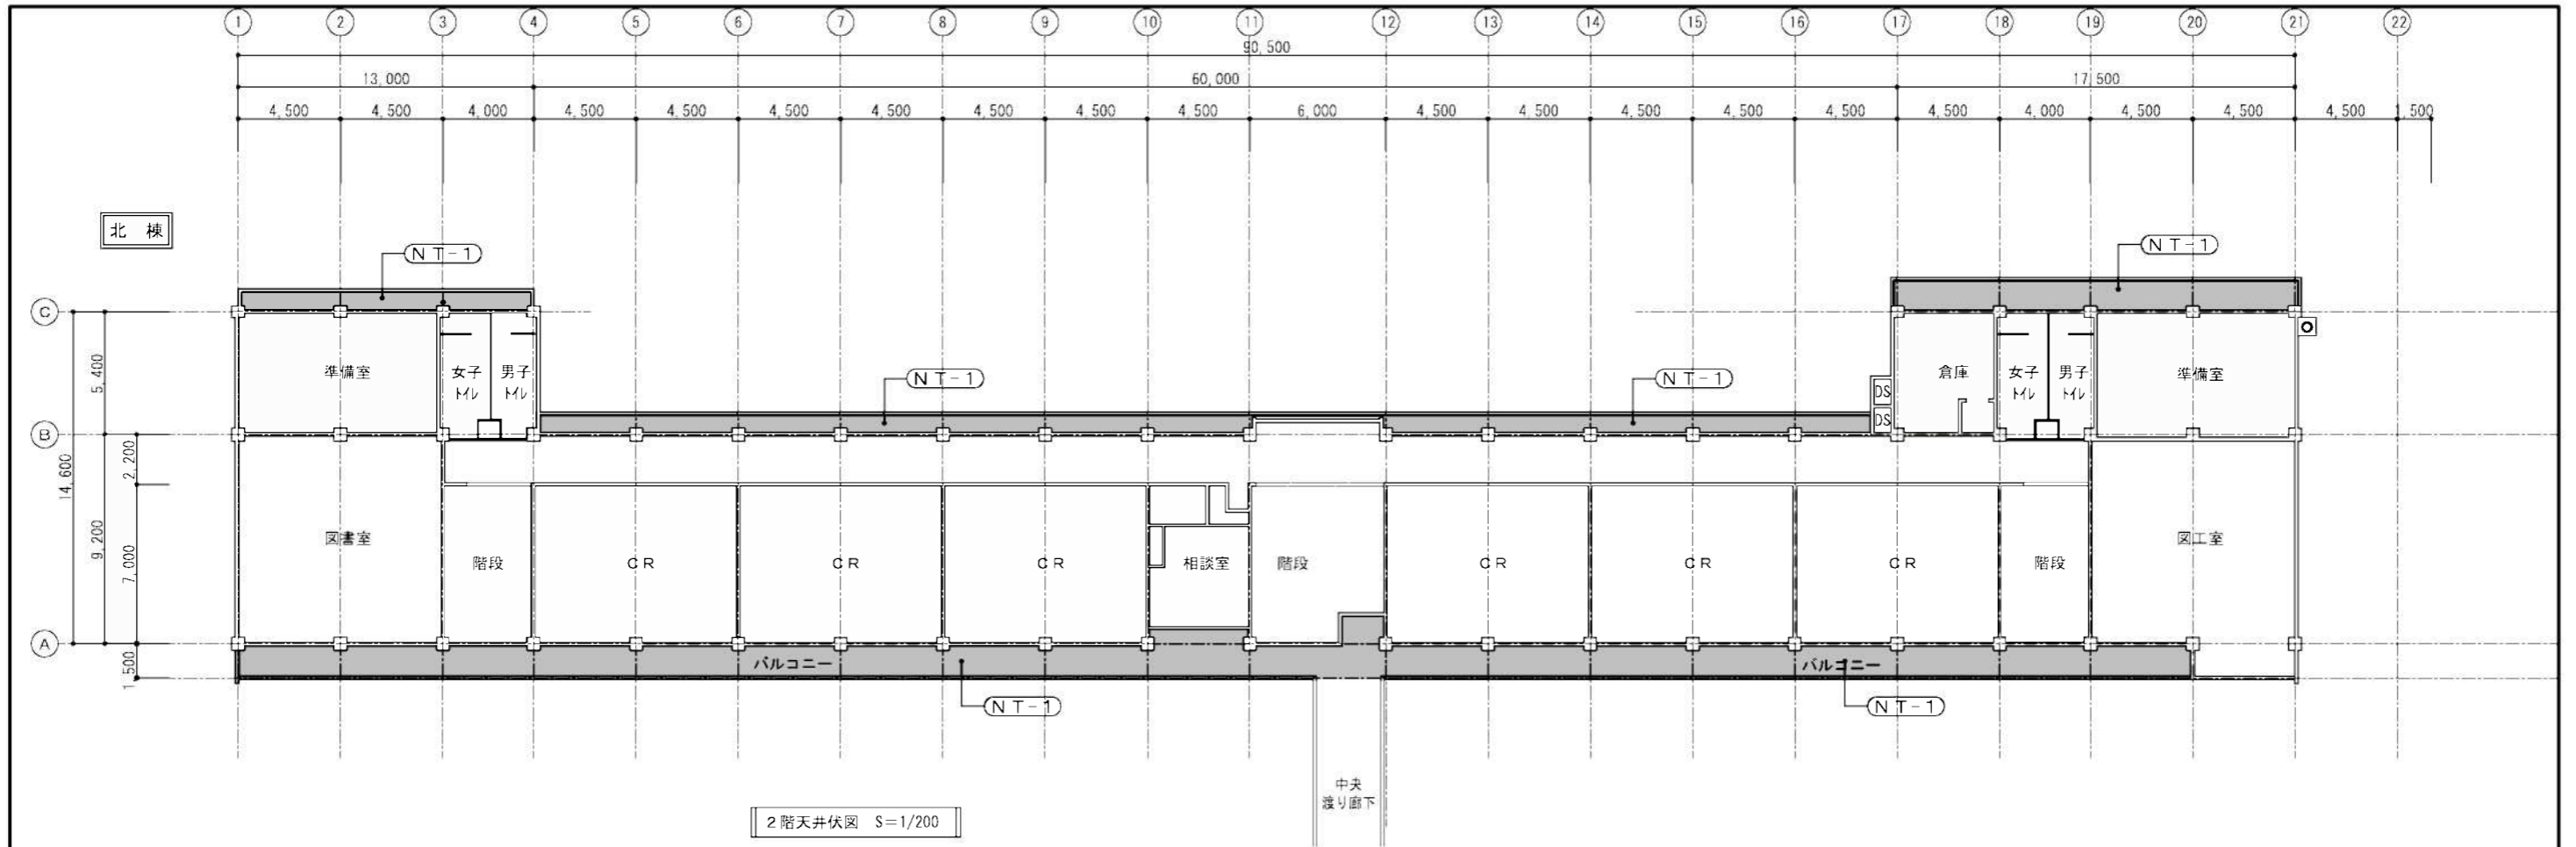 1 2 3 4 5 6 7 8 9 10 11 12 13 14 15 16 17 18 19 20 21 22
90,500
13,000 60,000 17,500
4,500 4,500 4,000 4,500 4,500 4,500 4,500 4,500 4,500 4,500 6,000 4,500 4,500 4,500 4,500 4,500 4,500 4,000 4,500 4,500 4,500 1,500
北 棟
NT-1 NT-1
C
準備室 女子トイレ 男子トイレ NT-1 NT-1 DS DS 倉庫 女子トイレ 男子トイレ 準備室
5,400
B
14,600
2,200
9,200
7,000
図書室 階段 CR CR CR 相談室 階段 CR CR CR 階段 図工室
A
1,500
バルコニー バルコニー
NT-1 NT-1
中央
渡り廊下
2階天井伏図 S=1/200